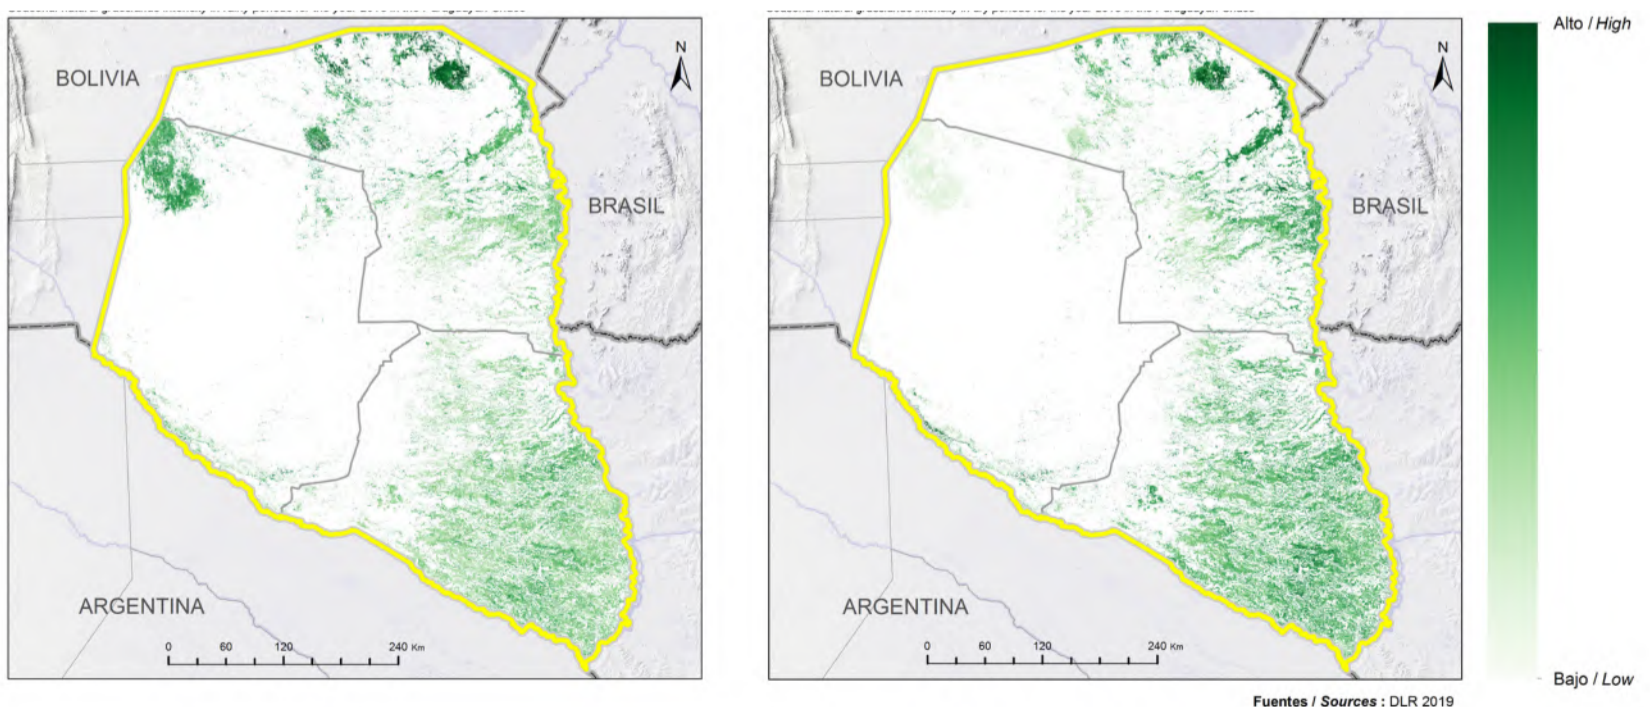 Alto / High
N
N
BOLIVIA
BOLIVIA
BRASIL
BRASIL
ARGENTINA
ARGENTINA
0 60 120 240 Km
0 60 120 240 Km
Bajo / Low
Fuentes / Sources : DLR 2019